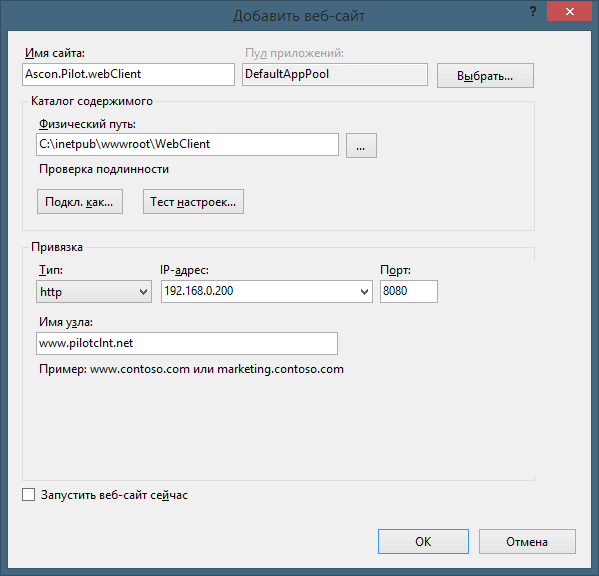 Добавить веб-сайт
? ×
Имя сайта: Пул приложений:
Ascon.Pilot.webClient DefaultAppPool Выбрать...
Каталог содержимого
Физический путь:
C:\inetpub\wwwroot\WebClient ...
Проверка подлинности
Подкл. как... Тест настроек...
Привязка
Тип: IP-адрес: Порт:
http 192.168.0.200 8080
Имя узла:
www.pilotclnt.net
Пример: www.contoso.com или marketing.contoso.com
Запустить веб-сайт сейчас
OK Отмена